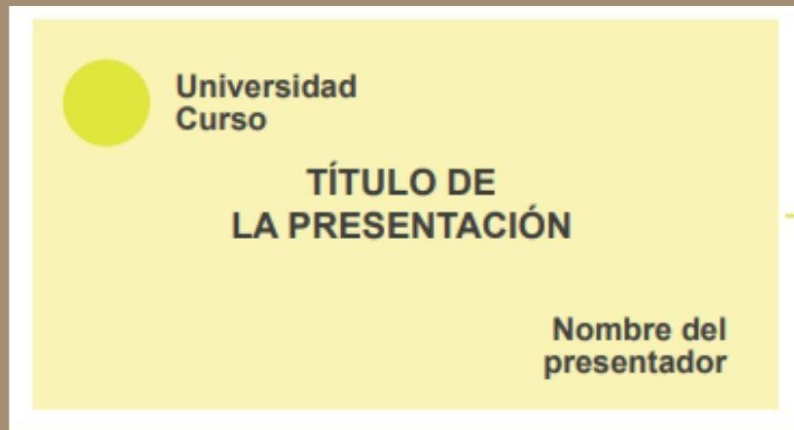 Universidad
Curso
TÍTULO DE
LA PRESENTACIÓN
Nombre del
presentador